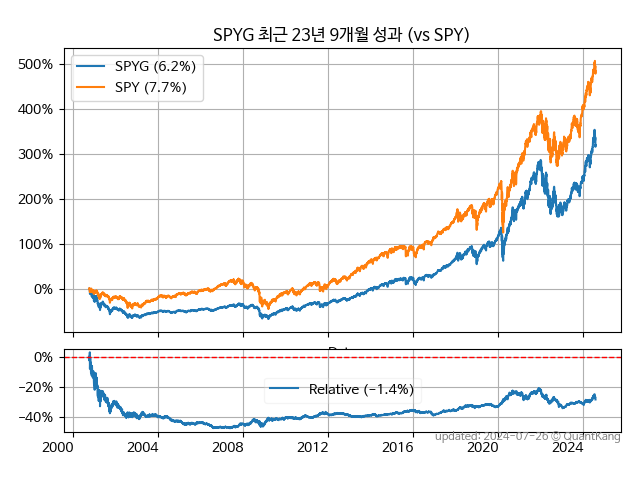 SPYG 최근 23년 9개월 성과 (vs SPY)
SPYG (6.2%)
SPY (7.7%)
500%
400%
300%
200%
100%
0%
0%
−20%
−40%
Relative (−1.4%)
2000 2004 2008 2012 2016 2020 2024
updated: 2024-07-26 © QuantKang